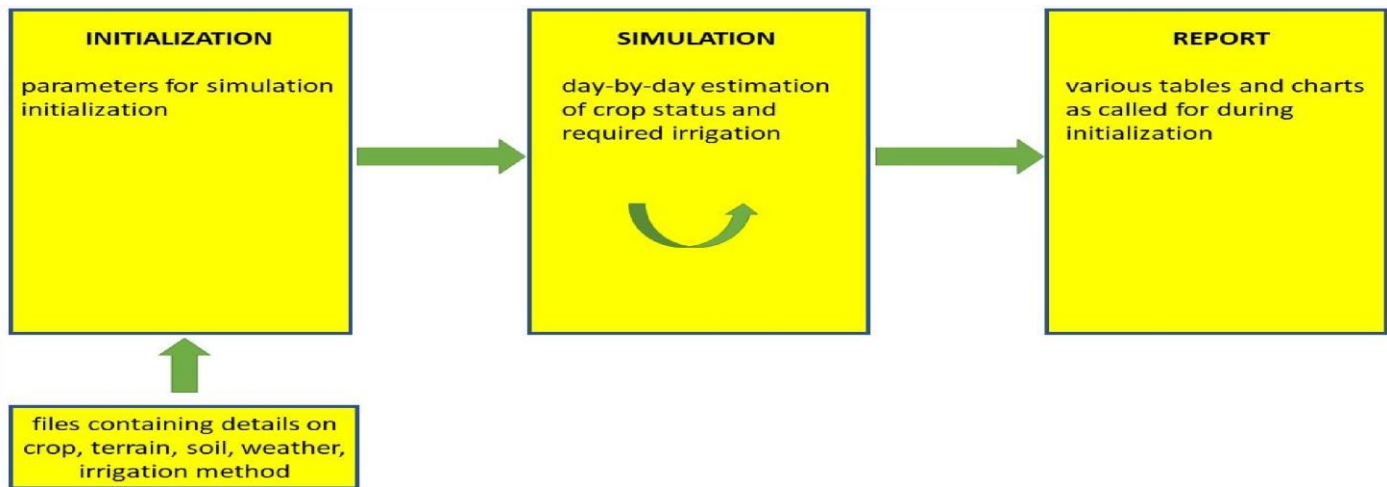 INITIALIZATION
parameters for simulation
initialization
SIMULATION
day-by-day estimation
of crop status and
required irrigation
REPORT
various tables and charts
as called for during
initialization
files containing details on
crop, terrain, soil, weather,
irrigation method